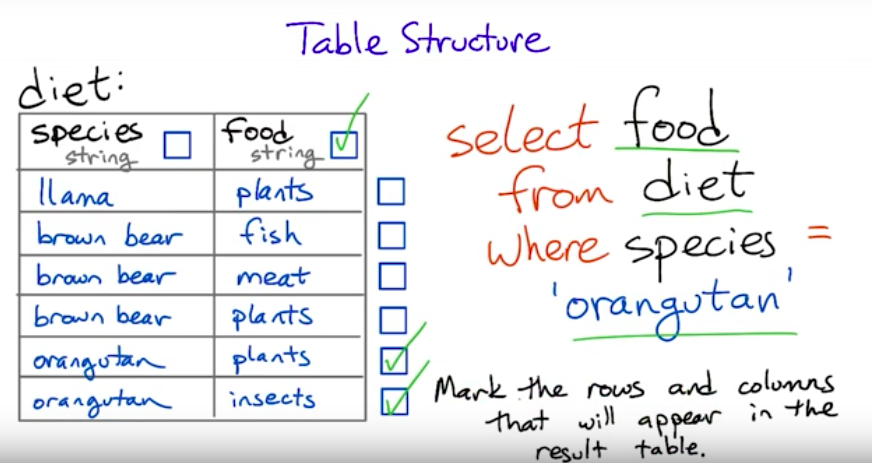 Table Structure
diet:
species food
string string
llama plants
brown bear fish
brown bear meat
brown bear plants
orangutan plants
orangutan insects
select food
from diet
where species =
'orangutan'
Mark the rows and columns
that will appear in the
result table.